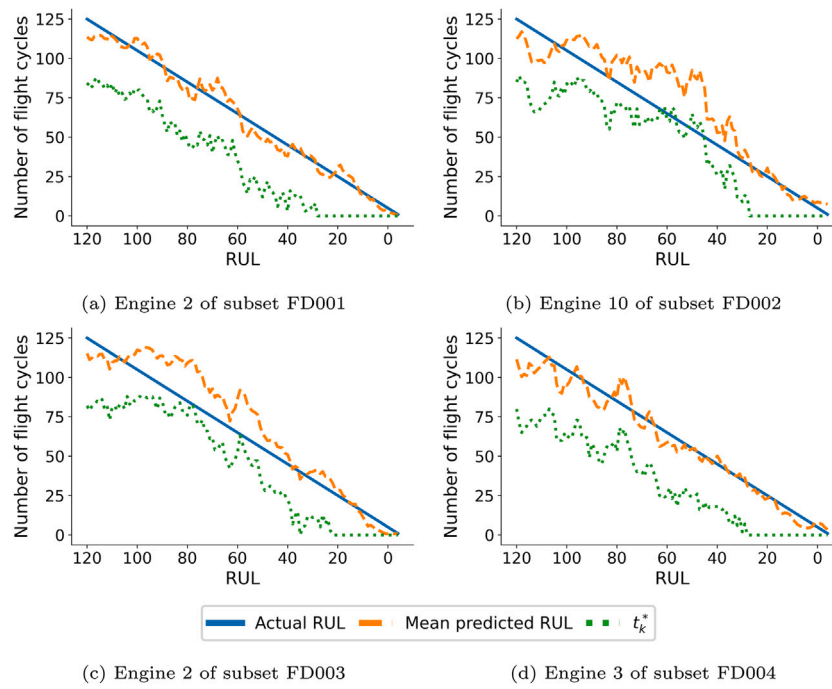 125
100
75
50
25
0
Number of flight cycles
120 100 80 60 40 20 0
RUL
(a) Engine 2 of subset FD001
125
100
75
50
25
0
Number of flight cycles
120 100 80 60 40 20 0
RUL
(b) Engine 10 of subset FD002
125
100
75
50
25
0
Number of flight cycles
120 100 80 60 40 20 0
RUL
125
100
75
50
25
0
Number of flight cycles
120 100 80 60 40 20 0
RUL
Actual RUL Mean predicted RUL t*k
(c) Engine 2 of subset FD003
(d) Engine 3 of subset FD004